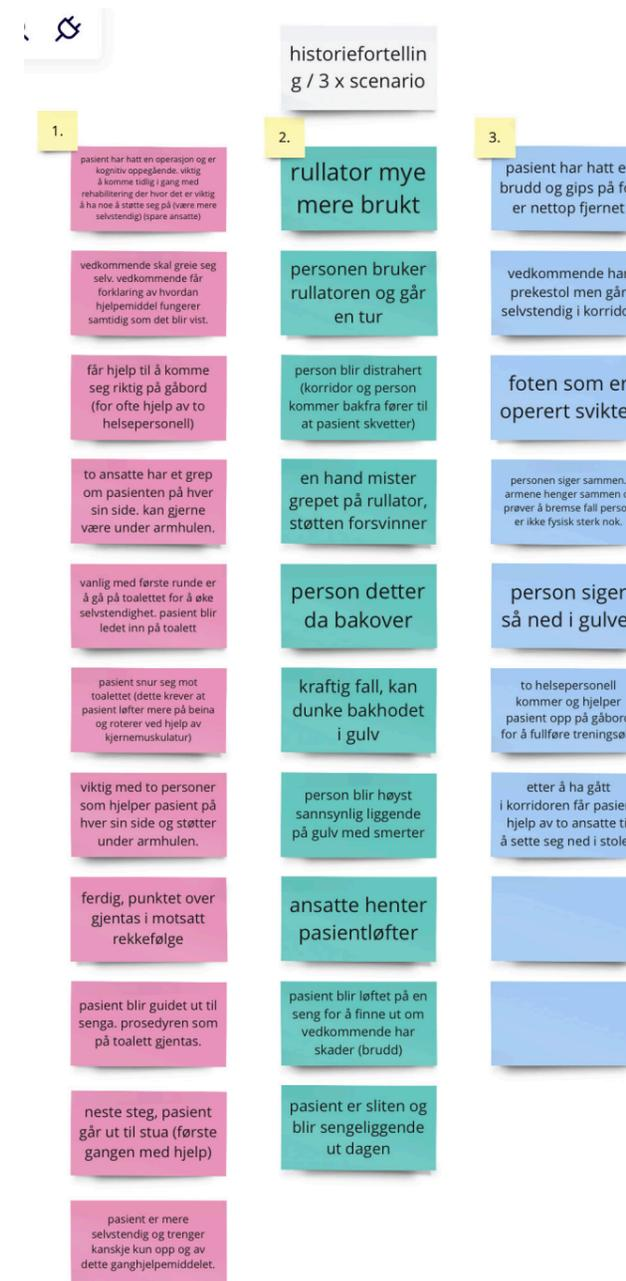 historiefortellin
g / 3 x scenario
1.
pasient har hatt en operasjon og er
kognitiv oppegående. viktig
å komme tidlig i gang med
rehabilitering der hvor det er viktig
å ha noe å støtte seg på (være mere
selvstendig) (spare ansatte)
vedkommende skal greie seg
selv. vedkommende får
forklaring av hvordan
hjelpemiddel fungerer
samtidig som det blir vist.
får hjelp til å komme
seg riktig på gåbord
(for ofte hjelp av to
helsepersonell)
to ansatte har et grep
om pasienten på hver
sin side. kan gjerne
være under armhulen.
vanlig med første runde er
å gå på toalettet for å øke
selvstendighet. pasient blir
ledet inn på toalett
pasient snur seg mot
toalettet (dette krever at
pasient løfter mere på beina
og roterer ved hjelp av
kjernemuskulatur)
viktig med to personer
som hjelper pasient på
hver sin side og støtter
under armhulen.
ferdig, punktet over
gjentas i motsatt
rekkefølge
pasient blir guidet ut til
senga. prosedyren som
på toalett gjentas.
neste steg, pasient
går ut til stua (første
gangen med hjelp)
pasient er mere
selvstendig og trenger
kanskje kun opp og av
dette ganghjelpemiddelet.
2.
rullator mye
mere brukt
personen bruker
rullatoren og går
en tur
person blir distrahert
(korridor og person
kommer bakfra fører til
at pasient skvetter)
en hand mister
grepet på rullator,
støtten forsvinner
person detter
da bakover
kraftig fall, kan
dunke bakhodet
i gulv
person blir høyst
sannsynlig liggende
på gulv med smerter
ansatte henter
pasientløfter
pasient blir løftet på en
seng for å finne ut om
vedkommende har
skader (brudd)
pasient er sliten og
blir sengeliggende
ut dagen
3.
pasient har hatt e
brudd og gips på fo
er nettop fjernet
vedkommende har
prekestol men går
selvstendig i korrido
foten som er
operert svikte
personen siger sammen.
armene henger sammen o
prøver å bremse fall perso
er ikke fysisk sterk nok.
person siger
så ned i gulve
to helsepersonell
kommer og hjelper
pasient opp på gåbord
for å fullføre treningsø
etter å ha gått
i korridoren får pasien
hjelp av to ansatte ti
å sette seg ned i stole